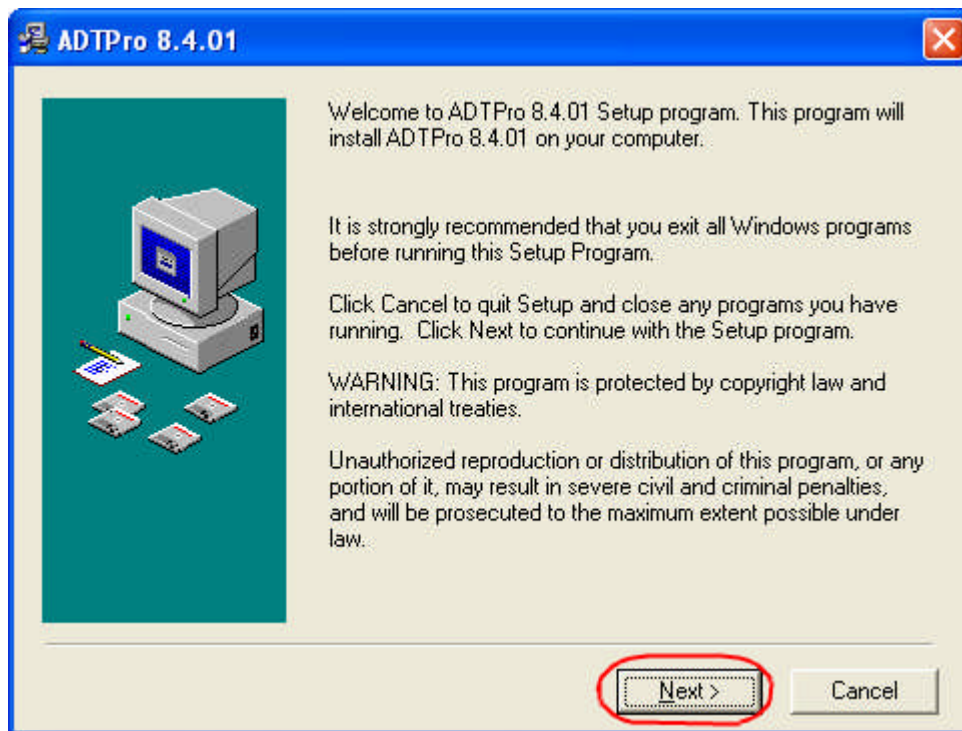 ADTPro 8.4.01
Welcome to ADTPro 8.4.01 Setup program. This program will
install ADTPro 8.4.01 on your computer.
It is strongly recommended that you exit all Windows programs
before running this Setup Program.
Click Cancel to quit Setup and close any programs you have
running.  Click Next to continue with the Setup program.
WARNING: This program is protected by copyright law and
international treaties.
Unauthorized reproduction or distribution of this program, or any
portion of it, may result in severe civil and criminal penalties,
and will be prosecuted to the maximum extent possible under
law.
Next >
Cancel